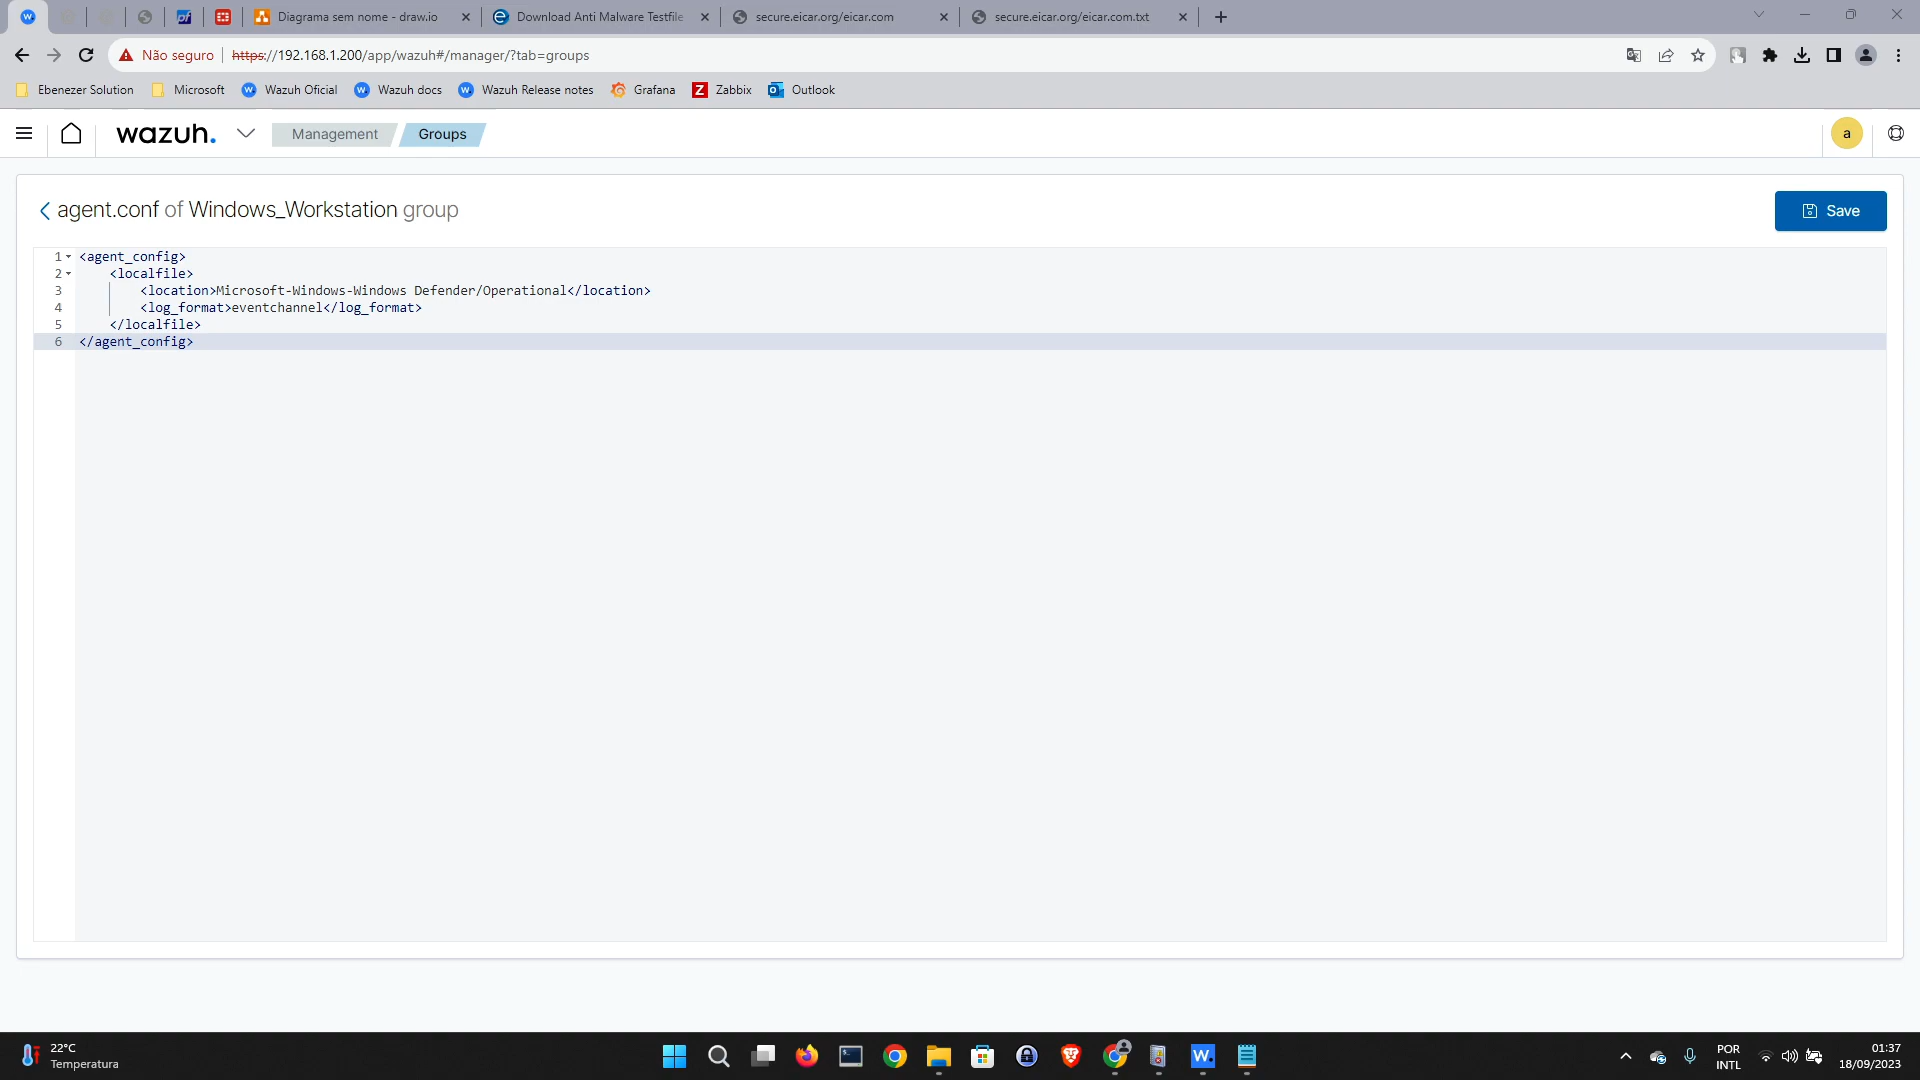 Diagrama sem nome - draw.io
Download Anti Malware Testfile
secure.eicar.org/eicar.com
secure.eicar.org/eicar.com.txt
Não seguro
https://192.168.1.200/app/wazuh#/manager/?tab=groups
Ebenezer Solution
Microsoft
Wazuh Oficial
Wazuh docs
Wazuh Release notes
Grafana
Zabbix
Outlook
wazuh.
Management
Groups
a
agent.conf of Windows_Workstation group
Save
1 <agent_config>
2 <localfile>
3 <location>Microsoft-Windows-Windows Defender/Operational</location>
4 <log_format>eventchannel</log_format>
5 </localfile>
6 </agent_config>
22°C
Temperatura
POR
INTL
01:37
18/09/2023